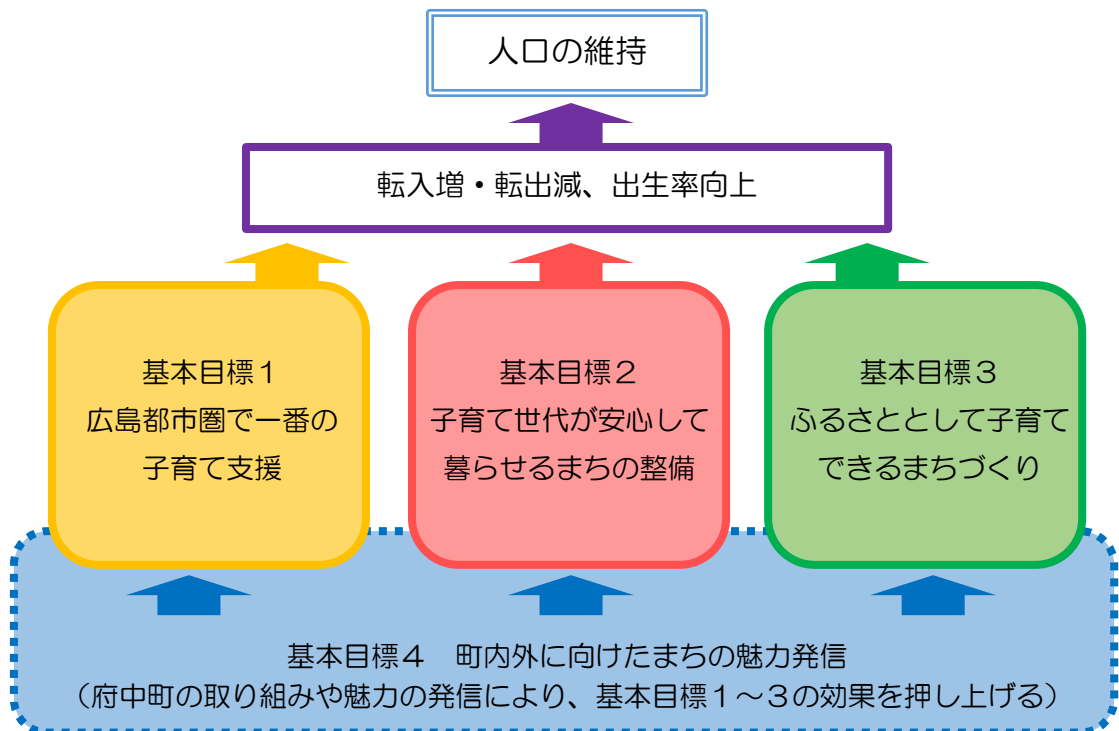 人口の維持
転入増・転出減、出生率向上
基本目標１
広島都市圏で一番の
子育て支援
基本目標２
子育て世代が安心して
暮らせるまちの整備
基本目標３
ふるさととして子育て
できるまちづくり
基本目標４　町内外に向けたまちの魅力発信
（府中町の取り組みや魅力の発信により、基本目標１～３の効果を押し上げる）